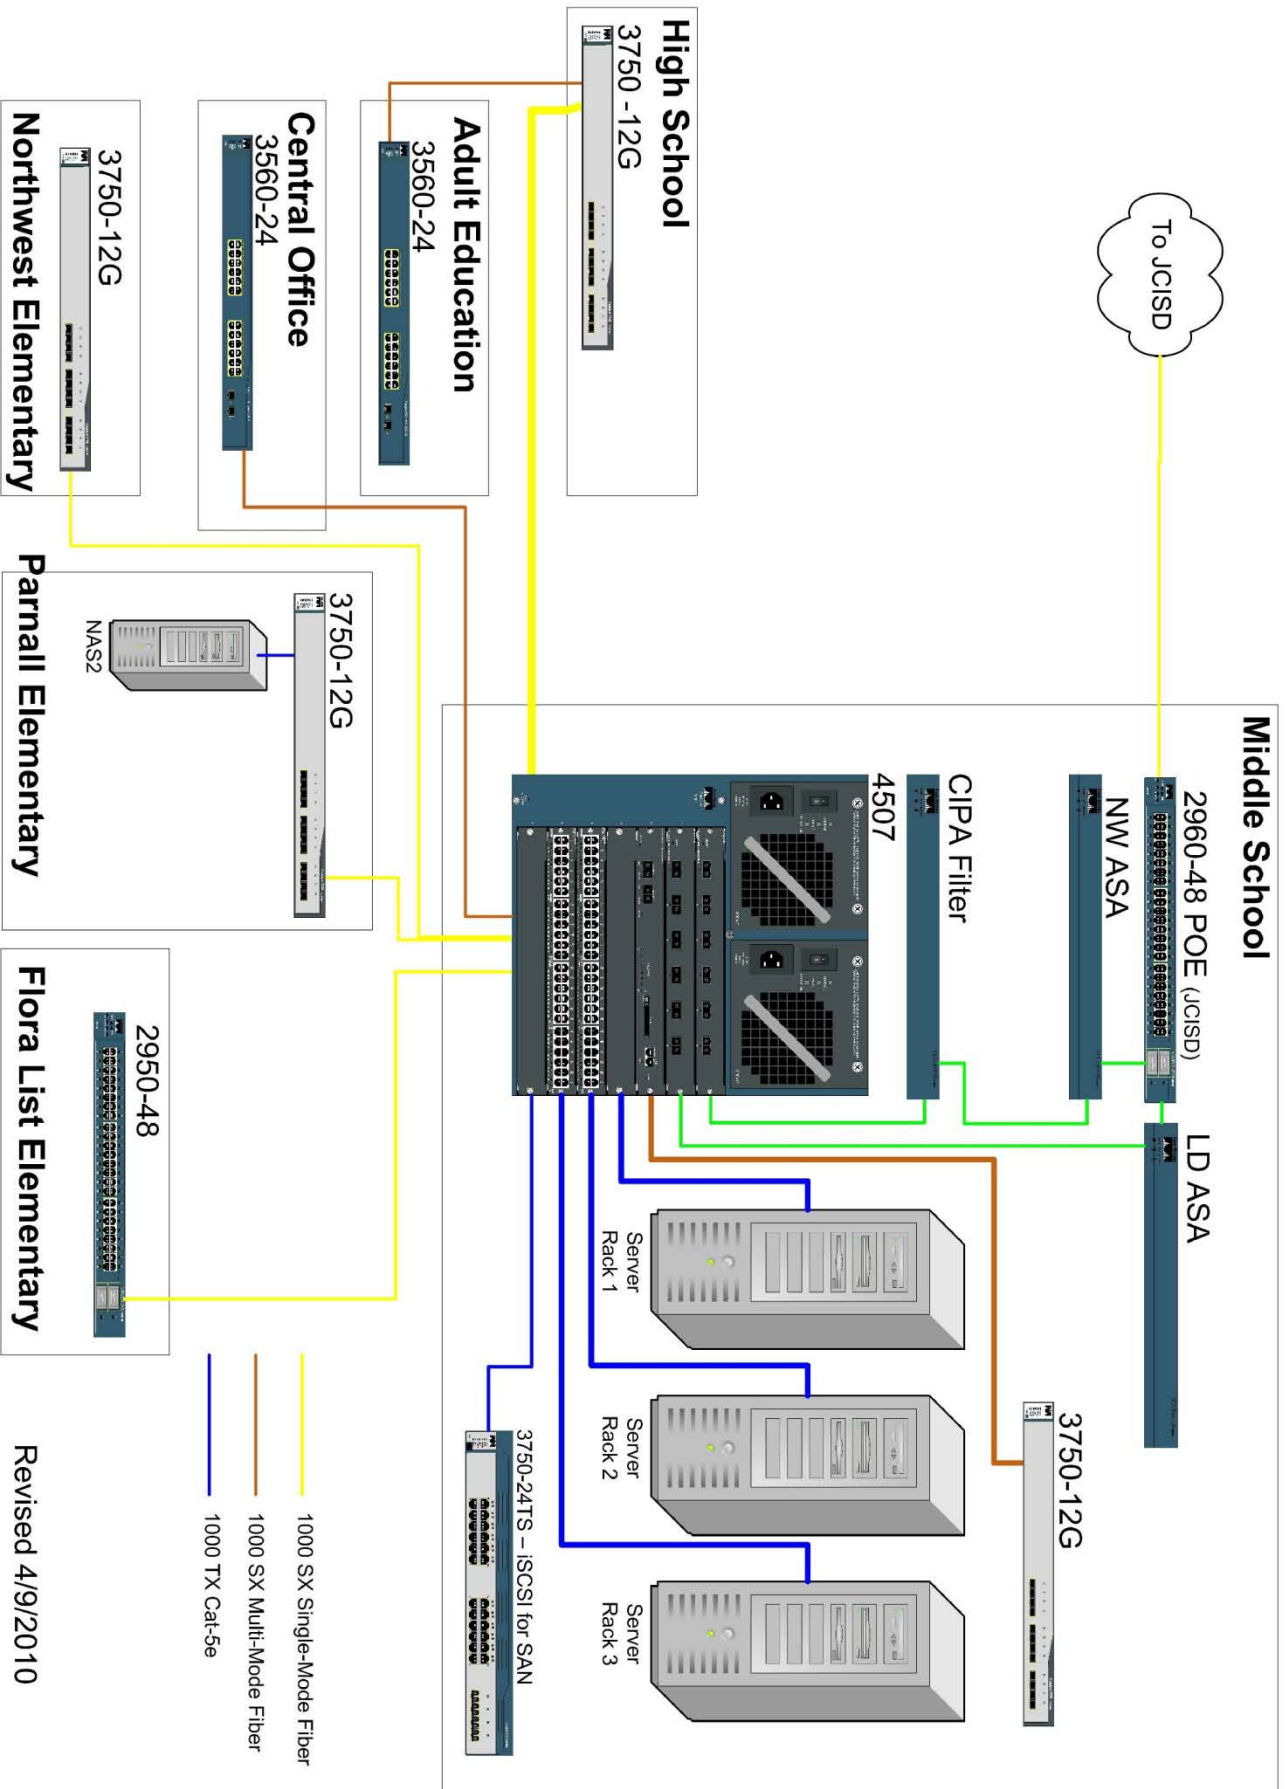 Middle School
2960-48 POE (JCISD)
LD ASA
To JCISD
NW ASA
3750-12G
CIPA Filter
4507
High School
3750 -12G
Server
Rack 1
Server
Rack 2
Server
Rack 3
Adult Education
3560-24
3750-24TS – iSCSI for SAN
Central Office
3560-24
3750-12G
NAS2
Parnall Elementary
3750-12G
Northwest Elementary
2950-48
Flora List Elementary
1000 SX Single-Mode Fiber
1000 SX Multi-Mode Fiber
1000 TX Cat-5e
Revised 4/9/2010